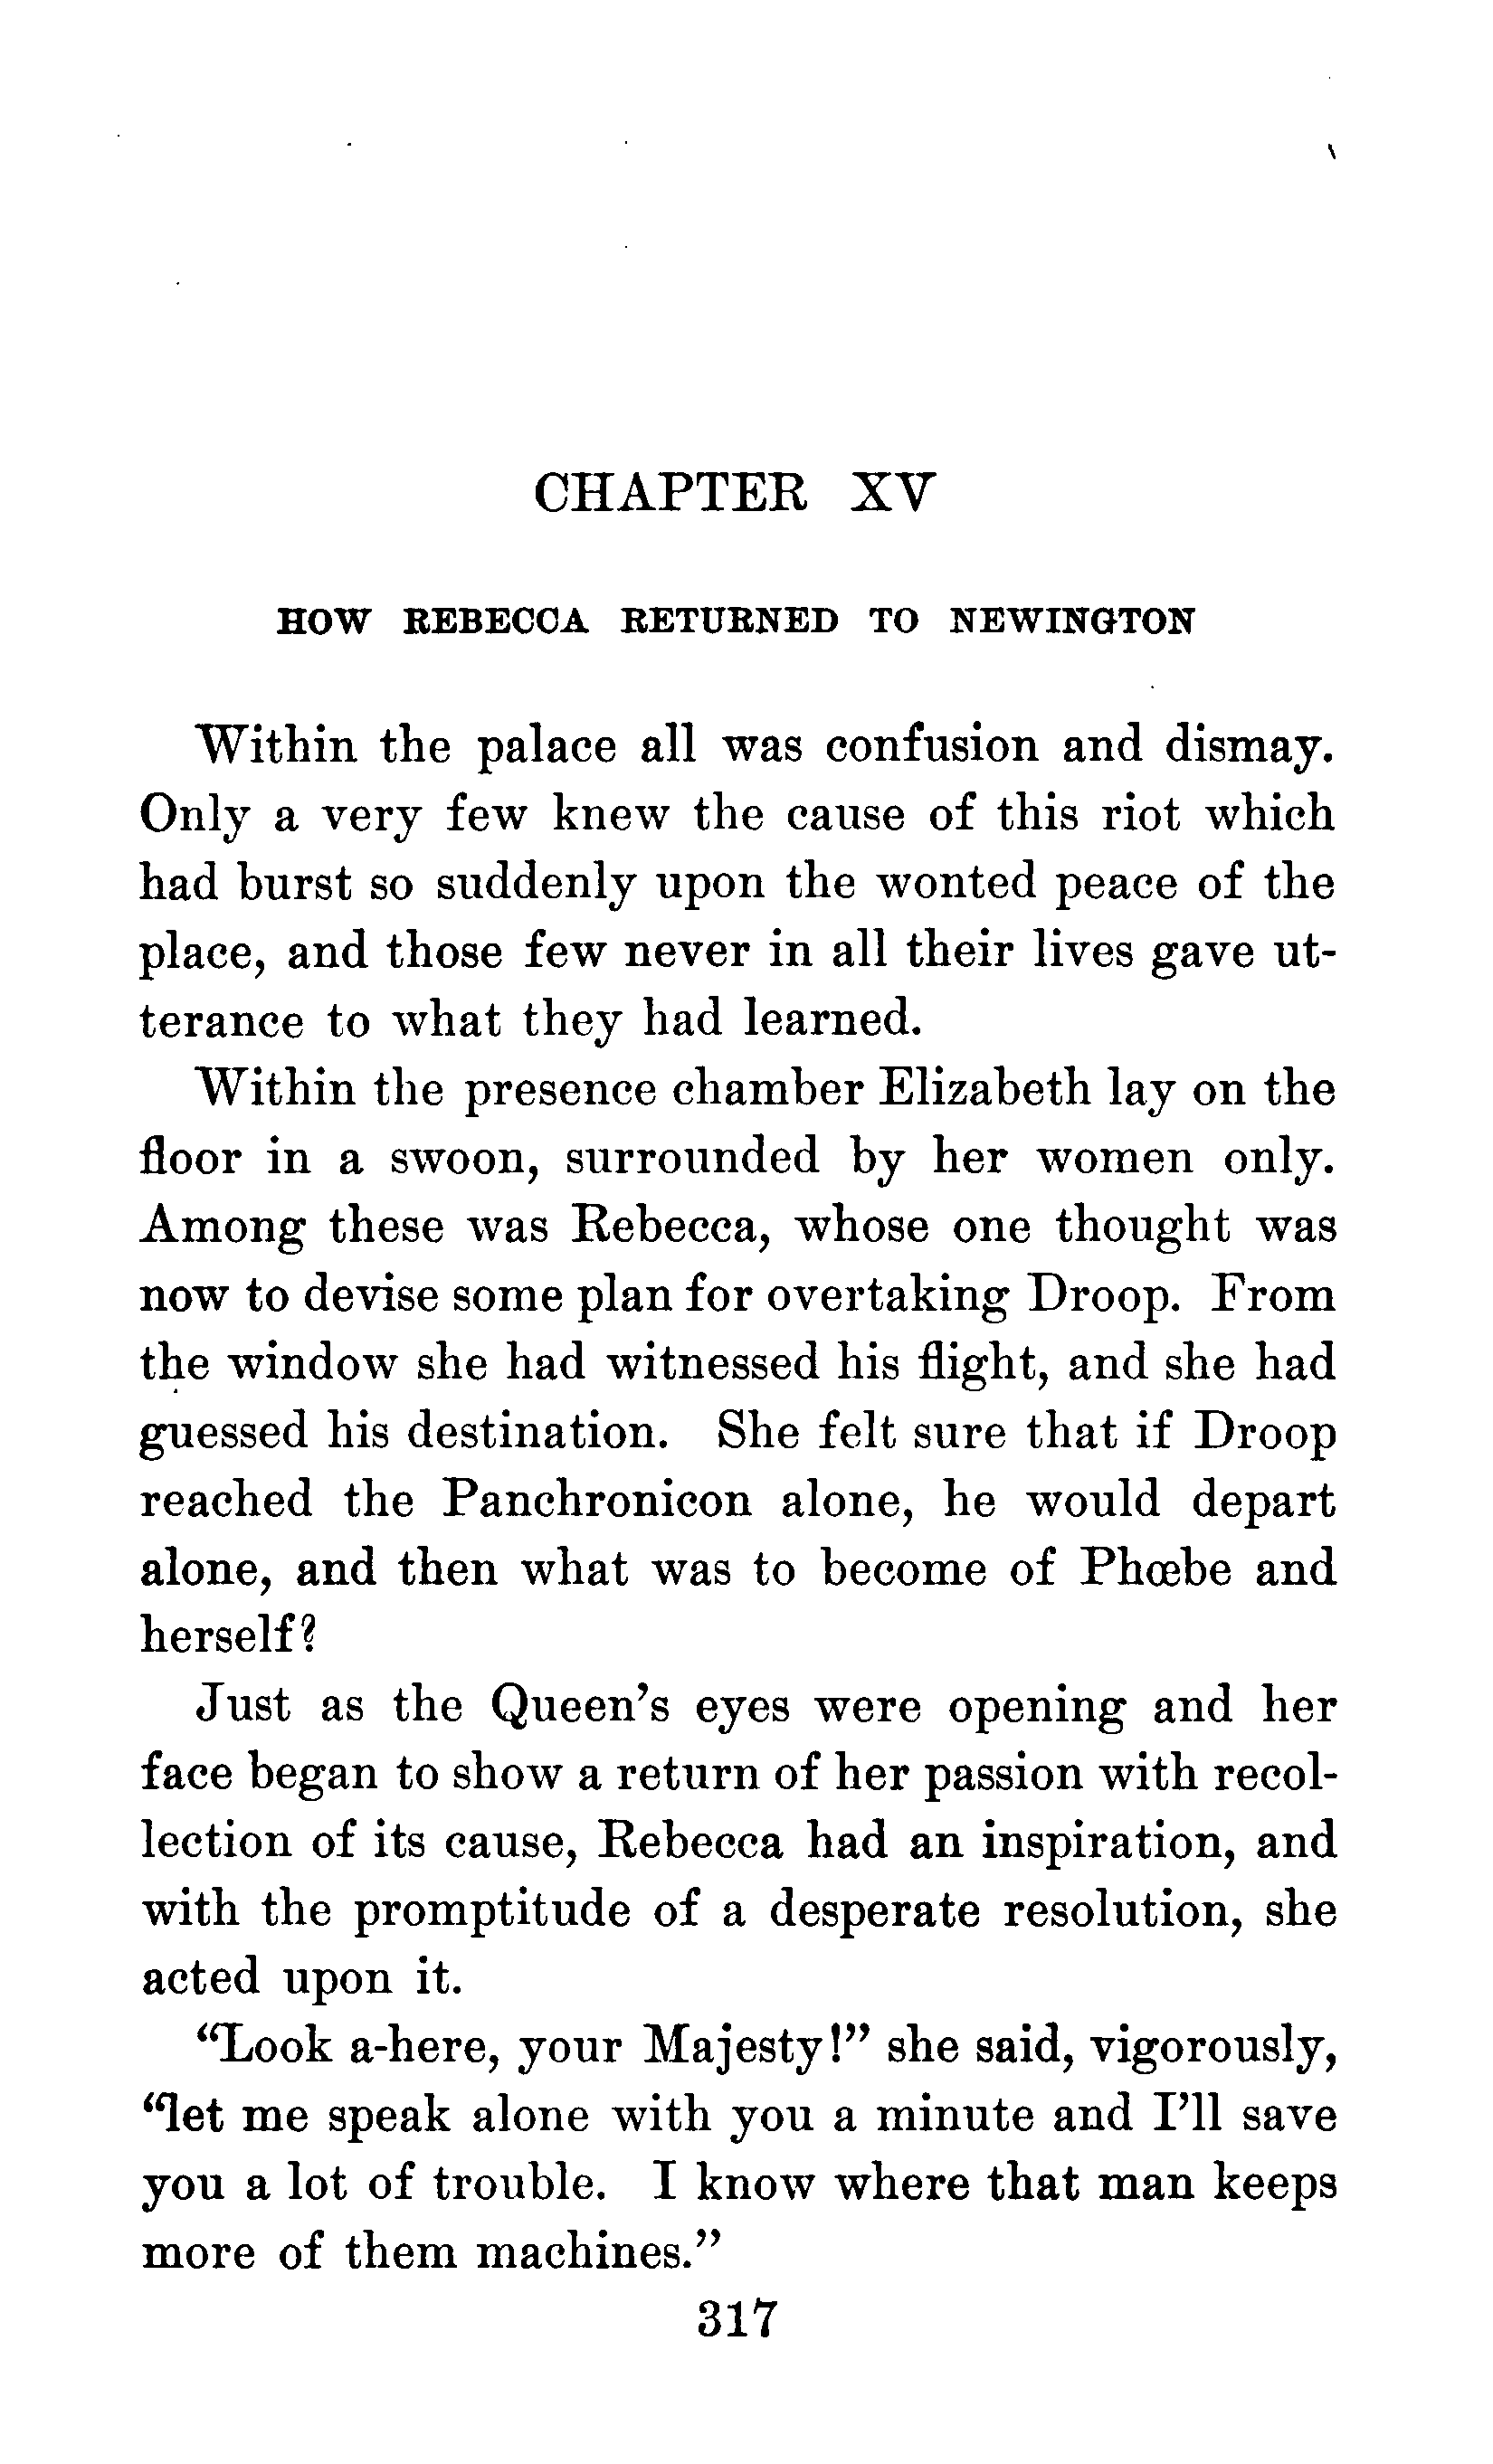 CHAPTER XV
HOW REBECCA RETURNED TO NEWINGTON
Within the palace all was confusion and dismay.
Only a very few knew the cause of this riot which
had burst so suddenly upon the wonted peace of the
place, and those few never in all their lives gave ut-
terance to what they had learned.
Within the presence chamber Elizabeth lay on the
floor in a swoon, surrounded by her women only.
Among these was Rebecca, whose one thought was
now to devise some plan for overtaking Droop. From
the window she had witnessed his flight, and she had
guessed his destination. She felt sure that if Droop
reached the Panchronicon alone, he would depart
alone, and then what was to become of Phœbe and
herself?
Just as the Queen's eyes were opening and her
face began to show a return of her passion with recol-
lection of its cause, Rebecca had an inspiration, and
with the promptitude of a desperate resolution, she
acted upon it.
“Look a-here, your Majesty!” she said, vigorously,
“let me speak alone with you a minute and I'll save
you a lot of trouble. I know where that man keeps
more of them machines.”
317